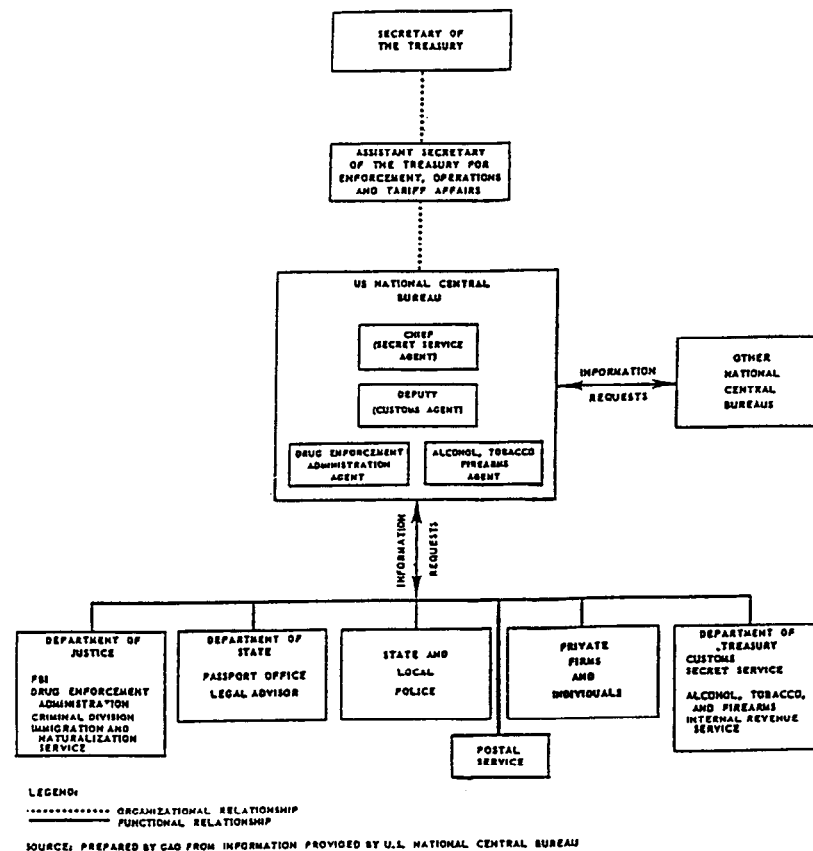 SECRETARY OF
THE TREASURY
ASSISTANT SECRETARY
OF THE TREASURY FOR
ENFORCEMENT, OPERATIONS
AND TARIFF AFFAIRS
US NATIONAL CENTRAL
BUREAU
CHIEF
(SECRET SERVICE
AGENT)
DEPUTY
(CUSTOMS AGENT)
DRUG ENFORCEMENT
ADMINISTRATION
AGENT
ALCOHOL, TOBACCO
FIREARMS
AGENT
INFORMATION
REQUESTS
OTHER
NATIONAL
CENTRAL
BUREAUS
INFORMATION
REQUESTS
DEPARTMENT OF
JUSTICE
FBI
DRUG ENFORCEMENT
ADMINISTRATION
CRIMINAL DIVISION
IMMIGRATION AND
NATURALIZATION
SERVICE
DEPARTMENT OF
STATE
PASSPORT OFFICE
LEGAL ADVISOR
STATE AND
LOCAL
POLICE
POSTAL
SERVICE
PRIVATE
FIRMS
AND
INDIVIDUALS
DEPARTMENT OF
TREASURY
CUSTOMS
SECRET SERVICE
ALCOHOL, TOBACCO,
AND FIREARMS
INTERNAL REVENUE
SERVICE
LEGEND:
ORGANIZATIONAL RELATIONSHIP
FUNCTIONAL RELATIONSHIP
SOURCE: PREPARED BY GAO FROM INFORMATION PROVIDED BY U.S. NATIONAL CENTRAL BUREAU